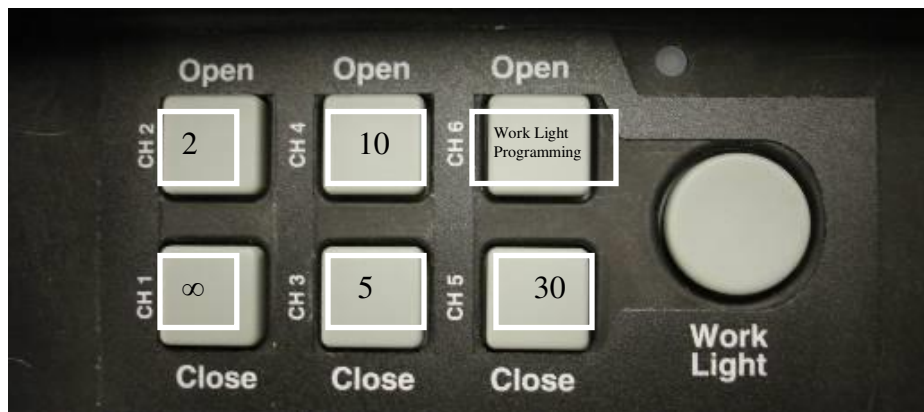 Open Open Open
CH 2 2 CH 4 10 CH 6 Work Light
Programming
CH 1 ∞ CH 3 5 CH 5 30
Close Close Close
Work
Light